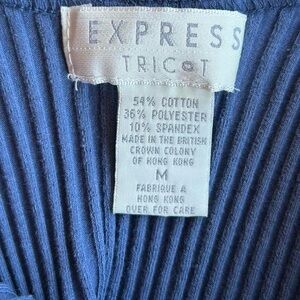 EXPRESS
TRICOT
54% COTTON
36% POLYESTER
10% SPANDEX
MADE IN THE BRITISH
CROWN COLONY
OF HONG KONG
M
FABRIQUE A
HONG KONG
OVER FOR CARE